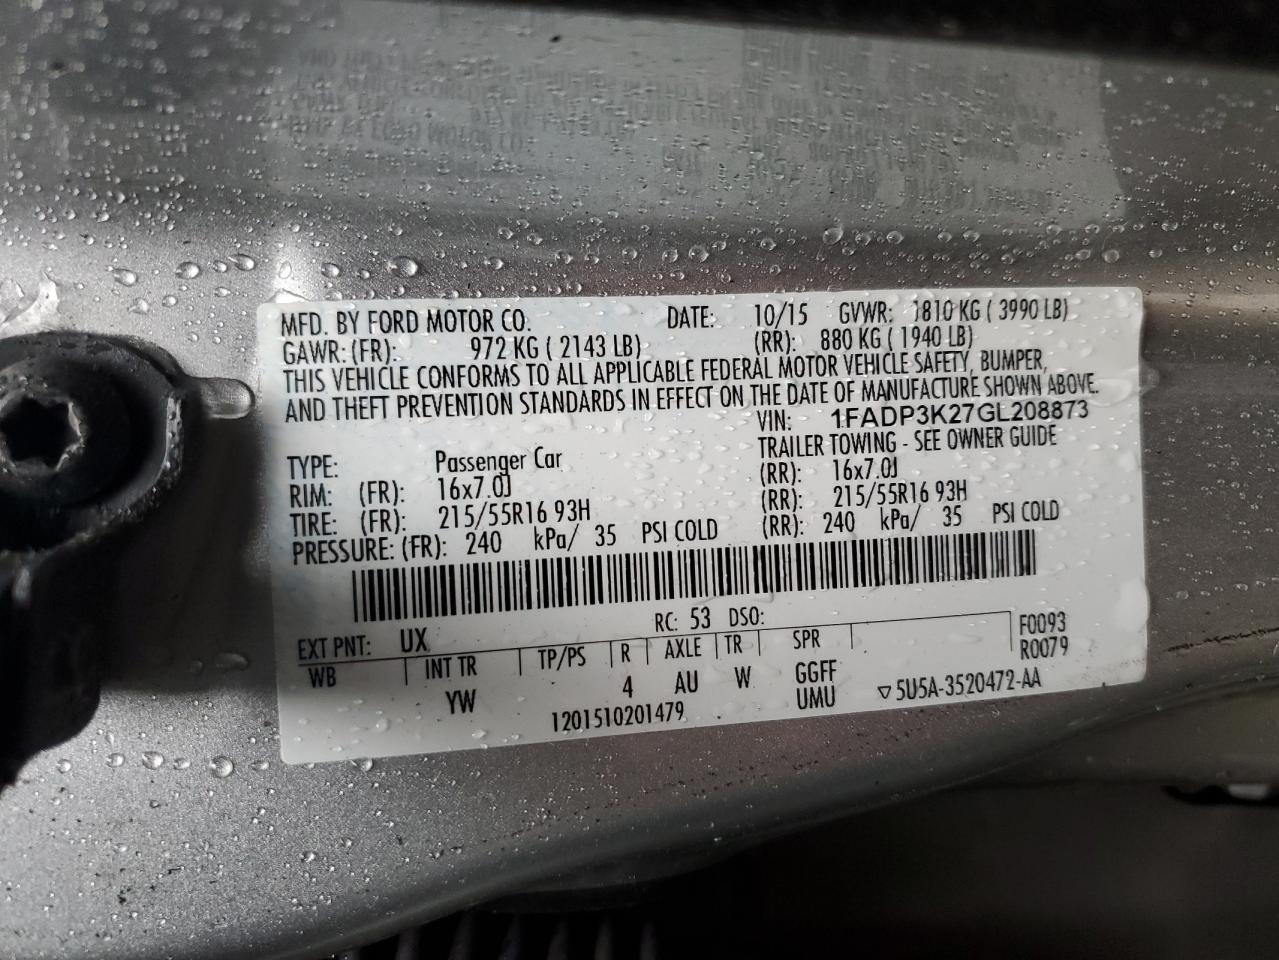 MFD. BY FORD MOTOR CO. DATE: 10/15 GVWR: 1810 KG ( 3990 LB)
GAWR: (FR): 972 KG ( 2143 LB) (RR): 880 KG ( 1940 LB)
THIS VEHICLE CONFORMS TO ALL APPLICABLE FEDERAL MOTOR VEHICLE SAFETY, BUMPER,
AND THEFT PREVENTION STANDARDS IN EFFECT ON THE DATE OF MANUFACTURE SHOWN ABOVE.
VIN: 1FADP3K27GL208873
TRAILER TOWING - SEE OWNER GUIDE
TYPE: Passenger Car
RIM: (FR): 16x7.0J (RR): 16x7.0J
TIRE: (FR): 215/55R16 93H (RR): 215/55R16 93H
PRESSURE: (FR): 240 kPa/ 35 PSI COLD (RR): 240 kPa/ 35 PSI COLD
EXT PNT: UX RC: 53 DSO: F0093
WB INT TR TP/PS R AXLE TR SPR R0079
YW 4 AU W GGFF
1201510201479 UMU ▽ 5U5A-3520472-AA